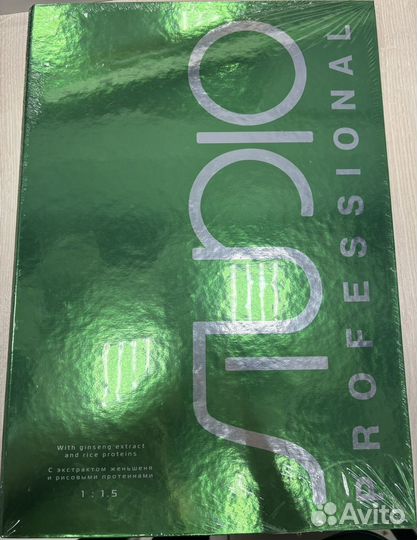 STUDIO
PROFESSIONAL
With ginseng extract
and rice proteins
С экстрактом женьшеня
и рисовыми протеинами
1 : 1.5
Avito